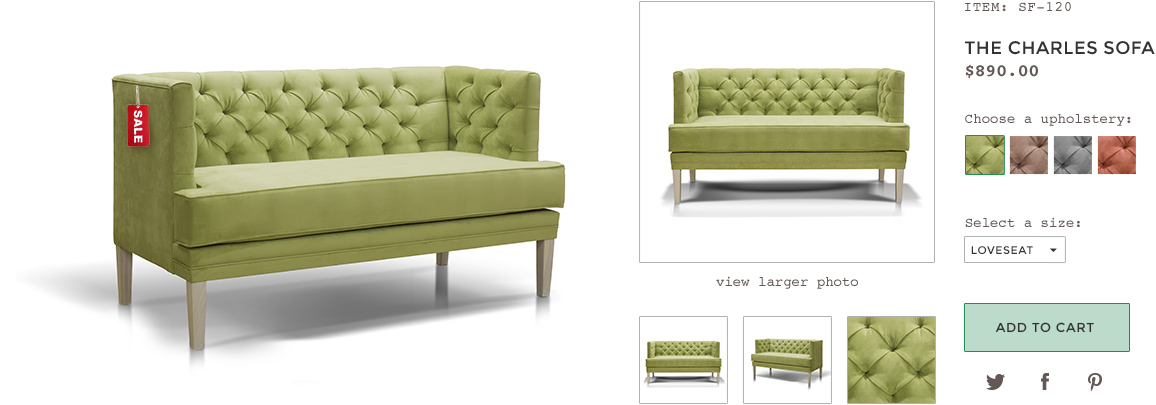 SALE
view larger photo
ITEM: SF-120
THE CHARLES SOFA
$890.00
Choose a upholstery:
Select a size:
LOVESEAT
ADD TO CART